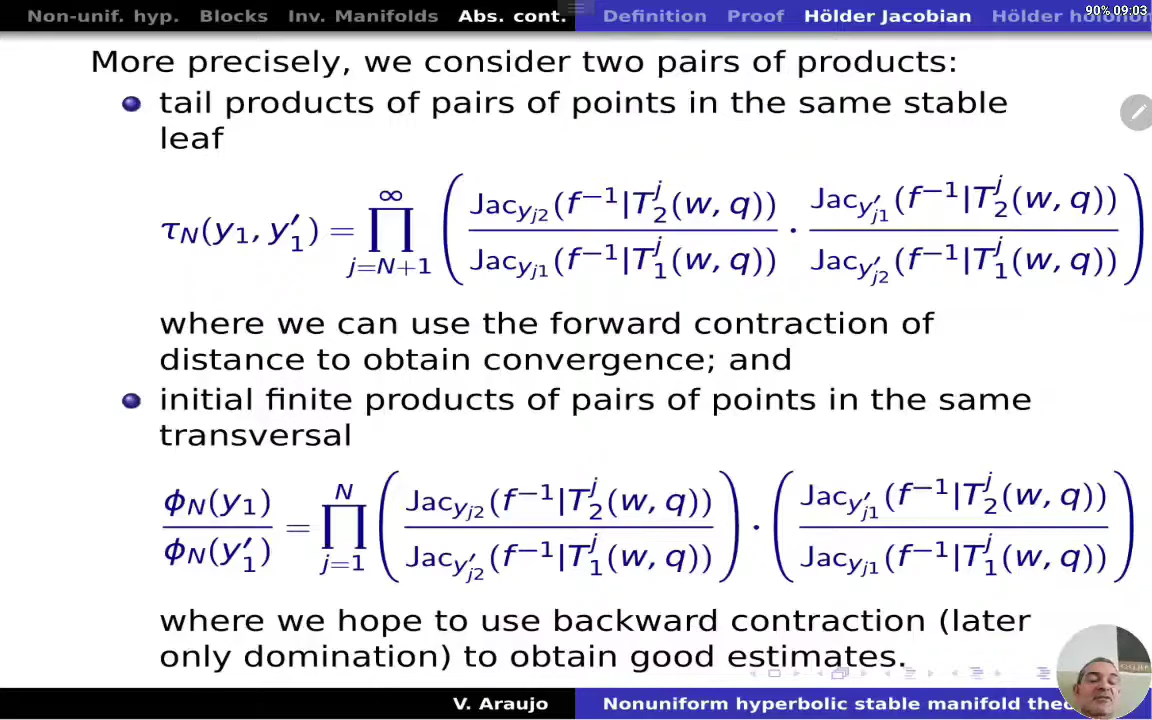 90% 09:03
Non-unif. hyp. Blocks Inv. Manifolds Abs. cont. Definition Proof Hölder Jacobian Hölder
More precisely, we consider two pairs of products:
tail products of pairs of points in the same stable
leaf
τ_N(y_1, y′_1) = ∏_{j=N+1}^{∞} ( Jac_{y_{j2}}(f^{−1}|T_2^j(w, q)) / Jac_{y_{j1}}(f^{−1}|T_1^j(w, q)) · Jac_{y′_{j1}}(f^{−1}|T_2^j(w, q)) / Jac_{y′_{j2}}(f^{−1}|T_1^j(w, q)) )
where we can use the forward contraction of
distance to obtain convergence; and
initial finite products of pairs of points in the same
transversal
ϕ_N(y_1) / ϕ_N(y′_1) = ∏_{j=1}^{N} ( Jac_{y_{j2}}(f^{−1}|T_2^j(w, q)) / Jac_{y′_{j2}}(f^{−1}|T_1^j(w, q)) ) · ( Jac_{y′_{j1}}(f^{−1}|T_2^j(w, q)) / Jac_{y_{j1}}(f^{−1}|T_1^j(w, q)) )
where we hope to use backward contraction (later
only domination) to obtain good estimates.
V. Araujo Nonuniform hyperbolic stable manifold